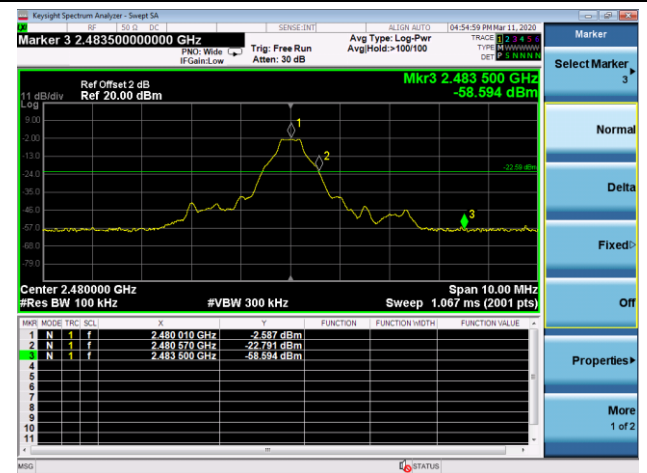 Keysight Spectrum Analyzer - Swept SA
RF 50 Ω DC SENSE:INT ALIGN AUTO 04:54:59 PM Mar 11, 2020
Marker 3 2.483500000000 GHz
PNO: Wide
IFGain:Low
Trig: Free Run
Atten: 30 dB
Avg Type: Log-Pwr
Avg|Hold:>100/100
TRACE 1 2 3 4 5 6
TYPE M WWWWW
DET P S N N N N
Marker
Select Marker
3
Normal
Delta
Fixed
Off
Properties
More
1 of 2
Ref Offset 2 dB
11 dB/div Ref 20.00 dBm
Log
Mkr3 2.483 500 GHz
-58.594 dBm
9.00
-2.00
-13.0
-24.0
-35.0
-46.0
-57.0
-68.0
-79.0
1
2
3
-22.59 dBm
Center 2.480000 GHz Span 10.00 MHz
#Res BW 100 kHz #VBW 300 kHz Sweep 1.067 ms (2001 pts)
MKR MODE TRC SCL X Y FUNCTION FUNCTION WIDTH FUNCTION VALUE
1 N 1 f 2.480 010 GHz -2.587 dBm
2 N 1 f 2.480 570 GHz -22.791 dBm
3 N 1 f 2.483 500 GHz -58.594 dBm
4
5
6
7
8
9
10
11
MSG STATUS